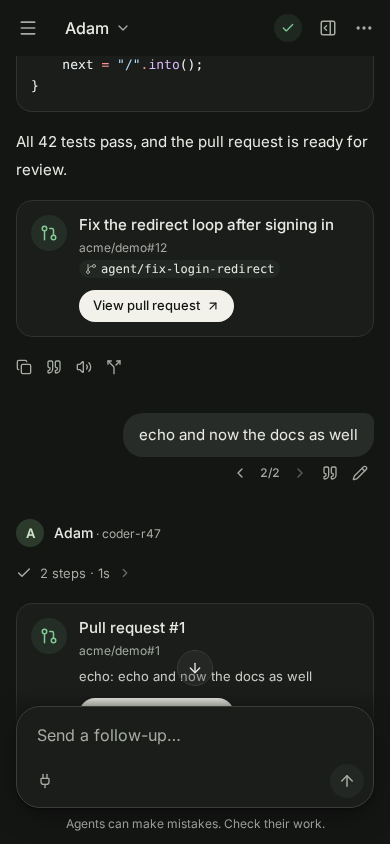 Adam
next = "/".into();
}
All 42 tests pass, and the pull request is ready for
review.
Fix the redirect loop after signing in
acme/demo#12
agent/fix-login-redirect
View pull request
echo and now the docs as well
2/2
A
Adam · coder-r47
2 steps · 1s
Pull request #1
acme/demo#1
echo: echo and now the docs as well
Send a follow-up...
Agents can make mistakes. Check their work.